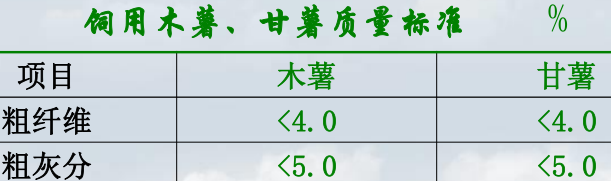 饲用木薯、甘薯质量标准 %
项目 木薯 甘薯
粗纤维 <4.0 <4.0
粗灰分 <5.0 <5.0